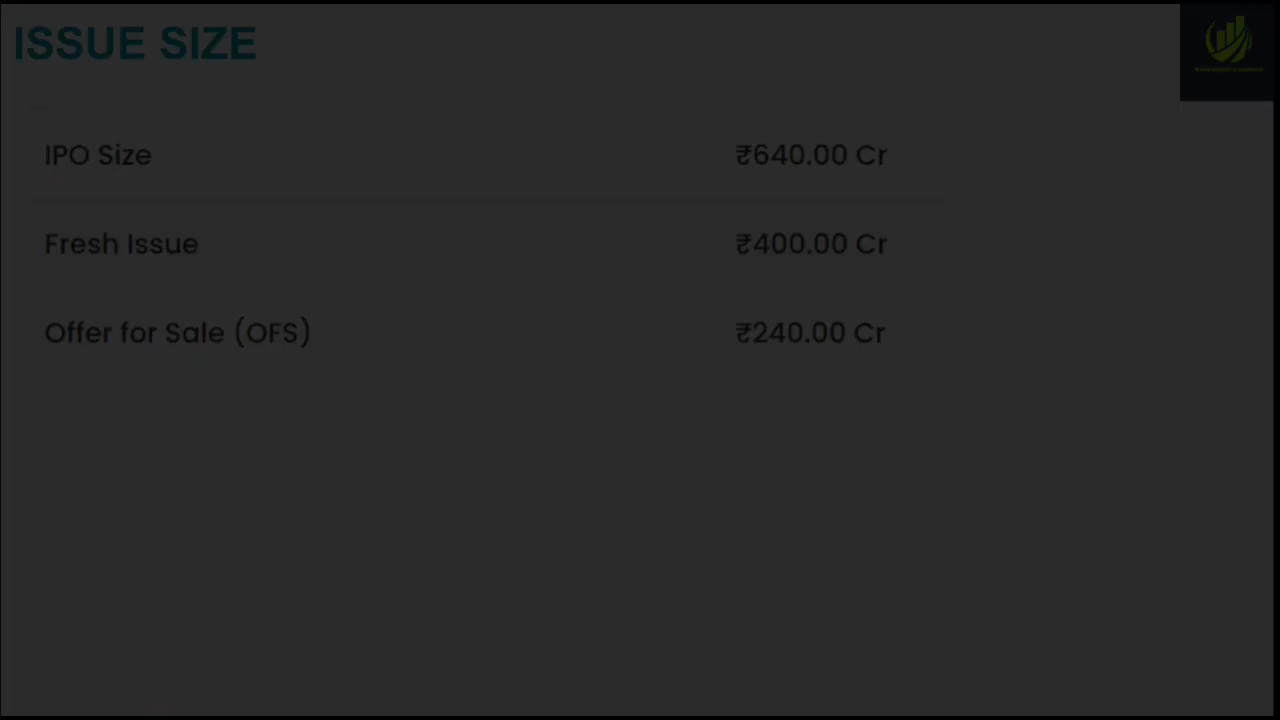 ISSUE SIZE
IPO Size ₹640.00 Cr
Fresh Issue ₹400.00 Cr
Offer for Sale (OFS) ₹240.00 Cr